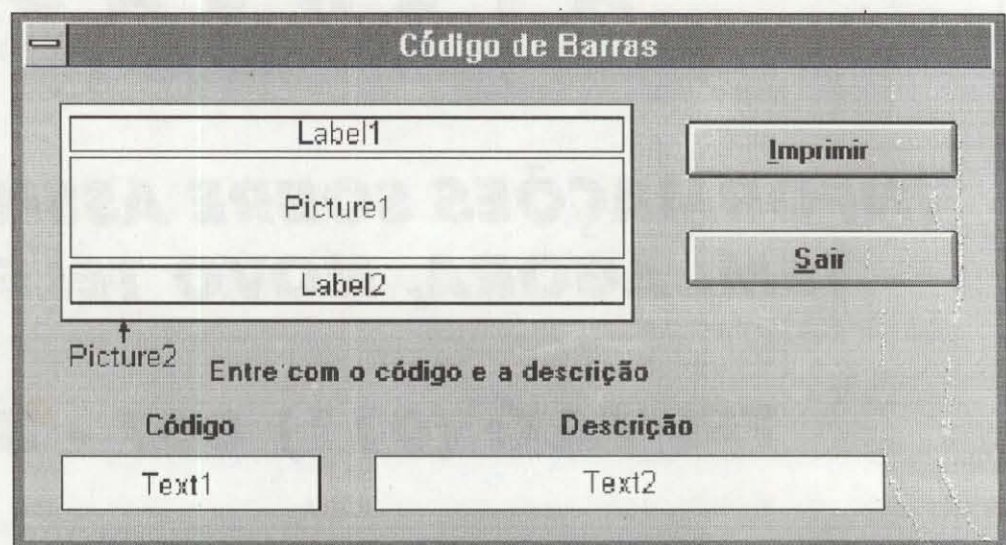 Código de Barras
Label1
Imprimir
Picture1
Sair
Label2
Picture2
Entre com o código e a descrição
Código
Descrição
Text1
Text2